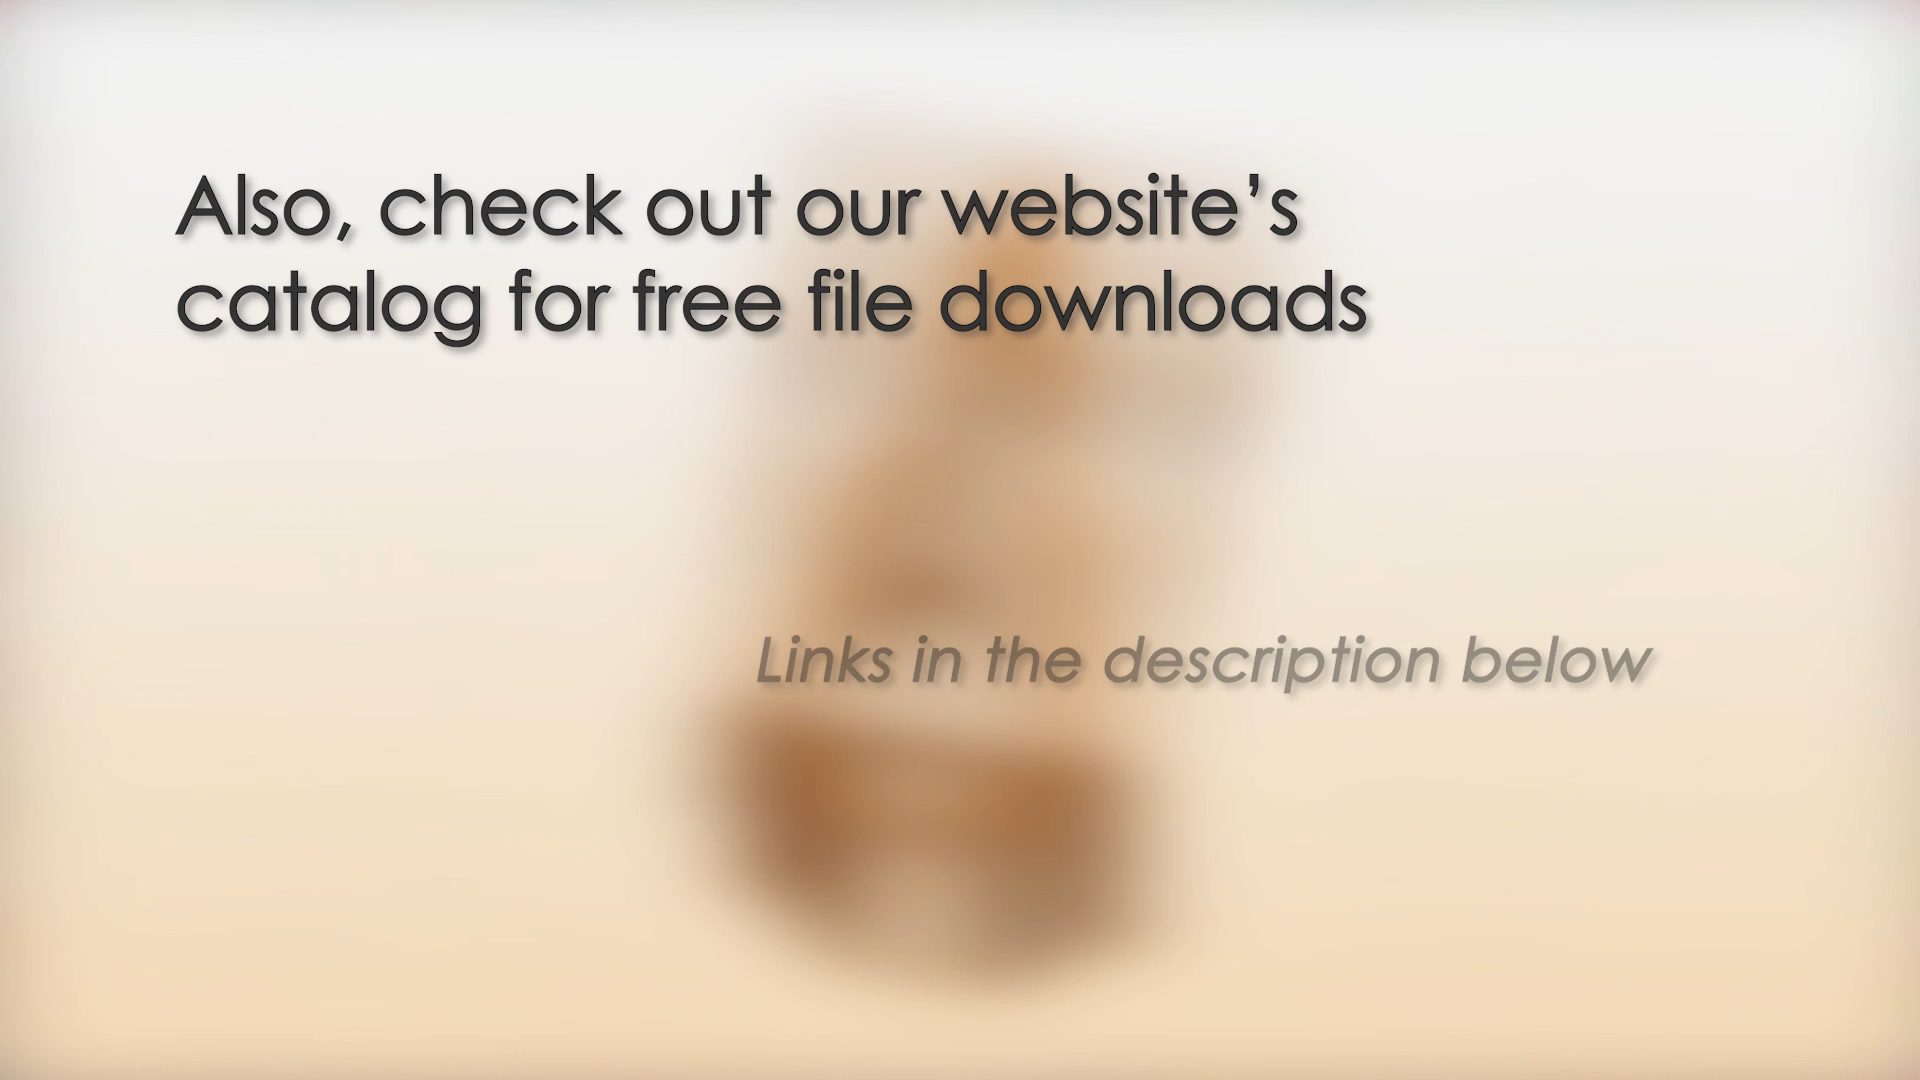 Also, check out our website’s
catalog for free file downloads
Links in the description below